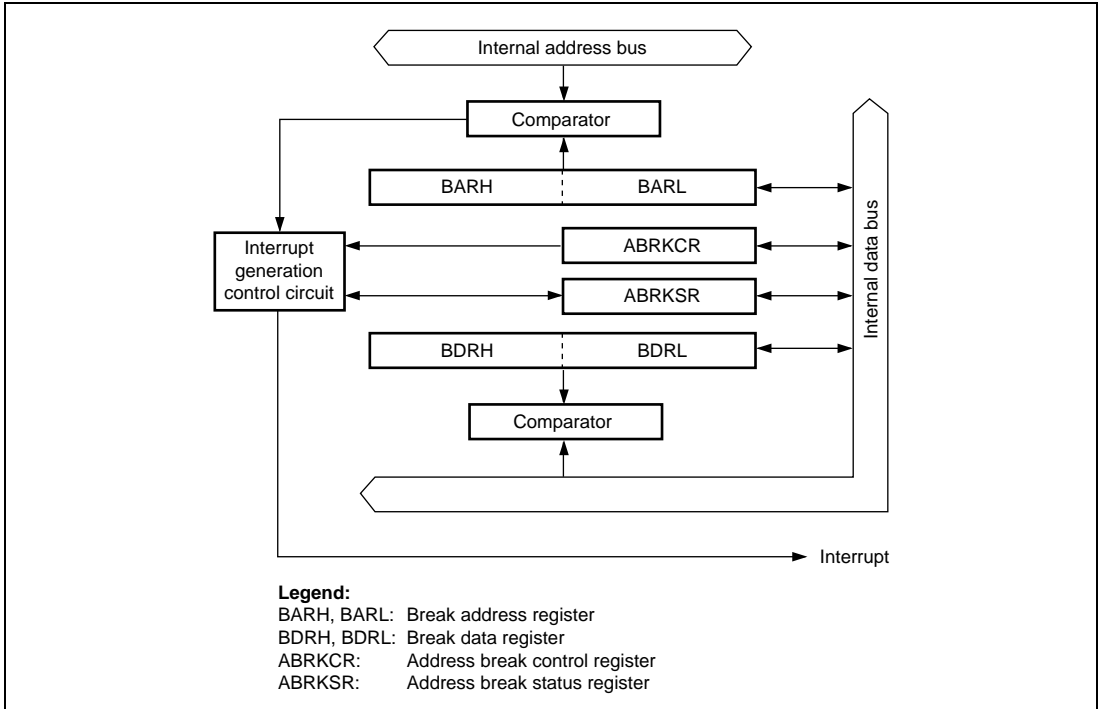 Internal address bus
Comparator
BARH BARL
Internal data bus
Interrupt
generation
control circuit
ABRKCR
ABRKSR
BDRH BDRL
Comparator
Interrupt
Legend:
BARH, BARL: Break address register
BDRH, BDRL: Break data register
ABRKCR: Address break control register
ABRKSR: Address break status register